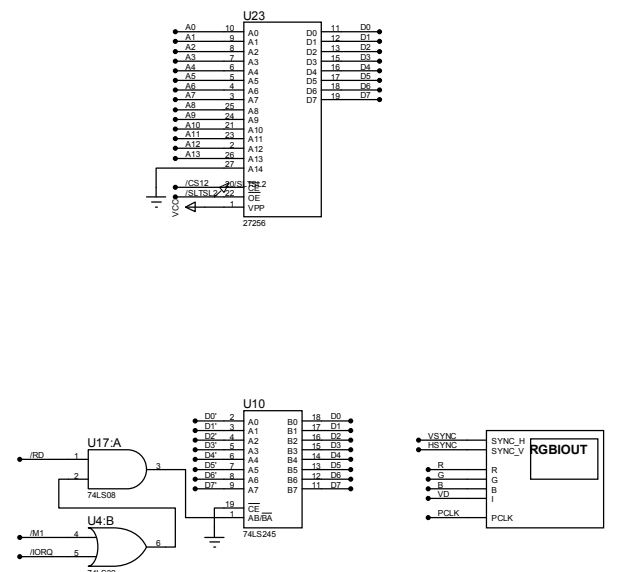 U23
A0 10 A0 D0 11 D0
A1 9 A1 D1 12 D1
A2 8 A2 D2 13 D2
A3 7 A3 D3 15 D3
A4 6 A4 D4 16 D4
A5 5 A5 D5 17 D5
A6 4 A6 D6 18 D6
A7 3 A7 D7 19 D7
A8 25 A8
A9 24 A9
A10 21 A10
A11 23 A11
A12 2 A12
A13 26 A13
27 A14
/CS12 20 /SLTSL2 CE
/SLTSL2 22 OE
VCC 1 VPP
27256
U10
D0' 2 A0 B0 18 D0
D1' 3 A1 B1 17 D1
D2' 4 A2 B2 16 D2
D3' 5 A3 B3 15 D3
D4' 6 A4 B4 14 D4
D5' 7 A5 B5 13 D5
D6' 8 A6 B6 12 D6
D7' 9 A7 B7 11 D7
19 CE
1 AB/BA
74LS245
U17:A
/RD 1
3
2
74LS08
U4:B
/M1 4
6
/IORQ 5
VSYNC SYNC_H RGBIOUT
HSYNC SYNC_V
R R
G G
B B
VD I
PCLK PCLK